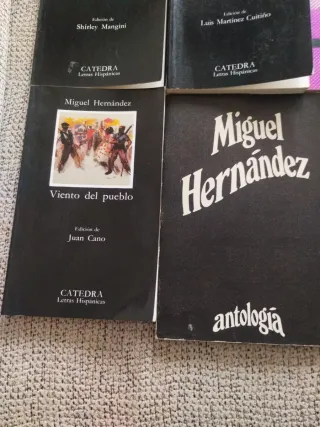 Edición de
Shirley Mangini
CATEDRA
Letras Hispánicas
Edición de
Luis Martínez Cuitiño
CATEDRA
Letras Hispánicas
Miguel Hernández
Viento del pueblo
Edición de
Juan Cano
CATEDRA
Letras Hispánicas
Miguel
Hernández
antología